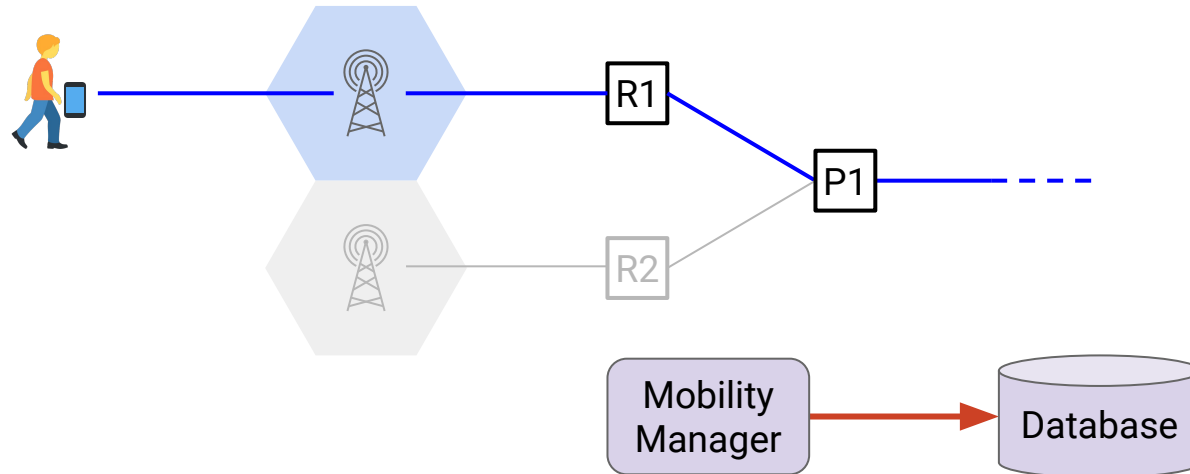 R1
P1
R2
Mobility
Manager
Database